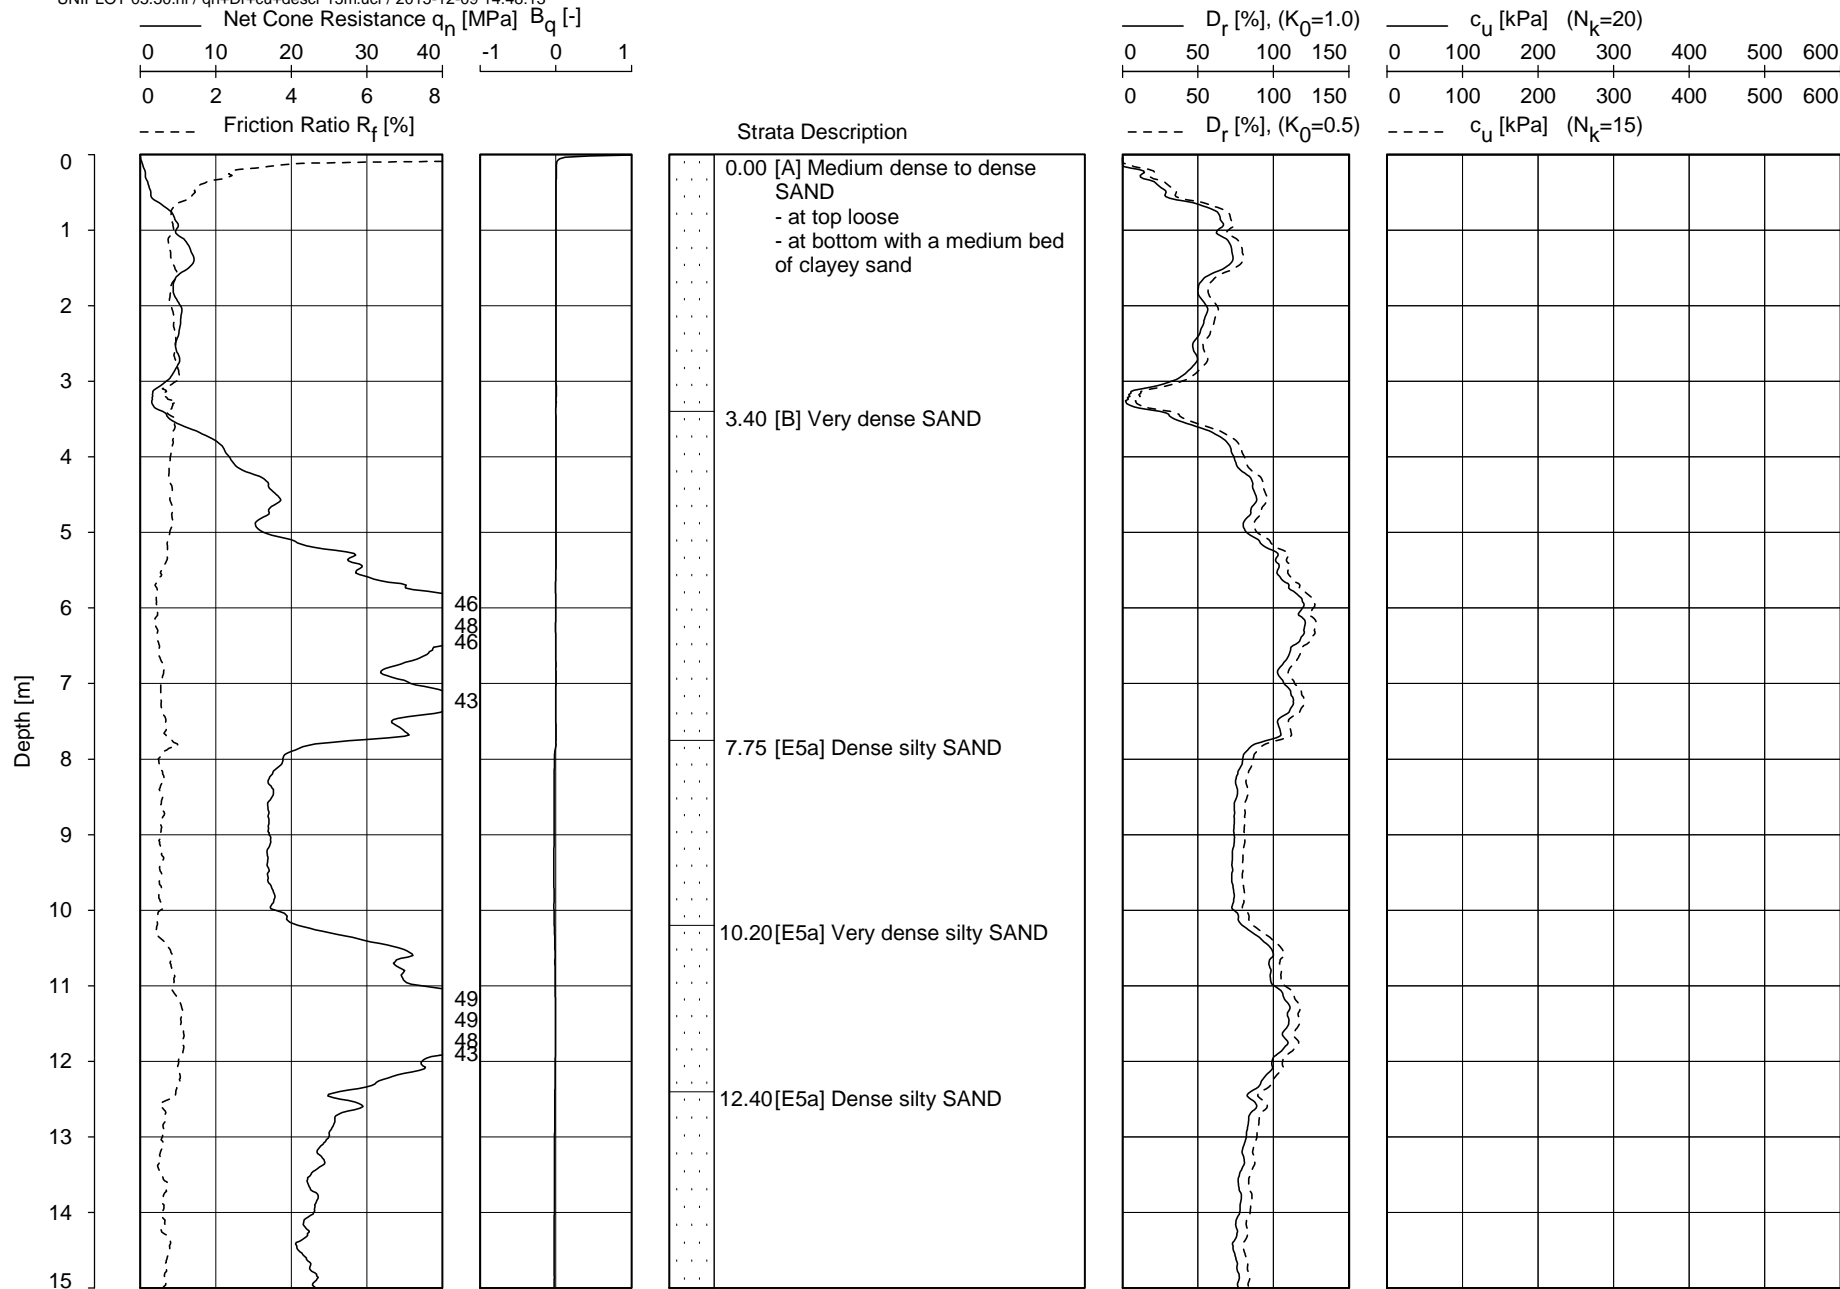 Net Cone Resistance qn [MPa] Bq [-]
Dr [%], (K0=1.0)
cu [kPa] (Nk=20)
0 10 20 30 40
-1 0 1
0 50 100 150
0 100 200 300 400 500 600
0 2 4 6 8
0 50 100 150
0 100 200 300 400 500 600
Friction Ratio Rf [%]
Strata Description
Dr [%], (K0=0.5)
cu [kPa] (Nk=15)
Depth [m]
0
1
2
3
4
5
6
7
8
9
10
11
12
13
14
15
46
48
46
43
49
49
48
43
0.00 [A] Medium dense to dense
SAND
- at top loose
- at bottom with a medium bed
of clayey sand
3.40 [B] Very dense SAND
7.75 [E5a] Dense silty SAND
10.20 [E5a] Very dense silty SAND
12.40 [E5a] Dense silty SAND